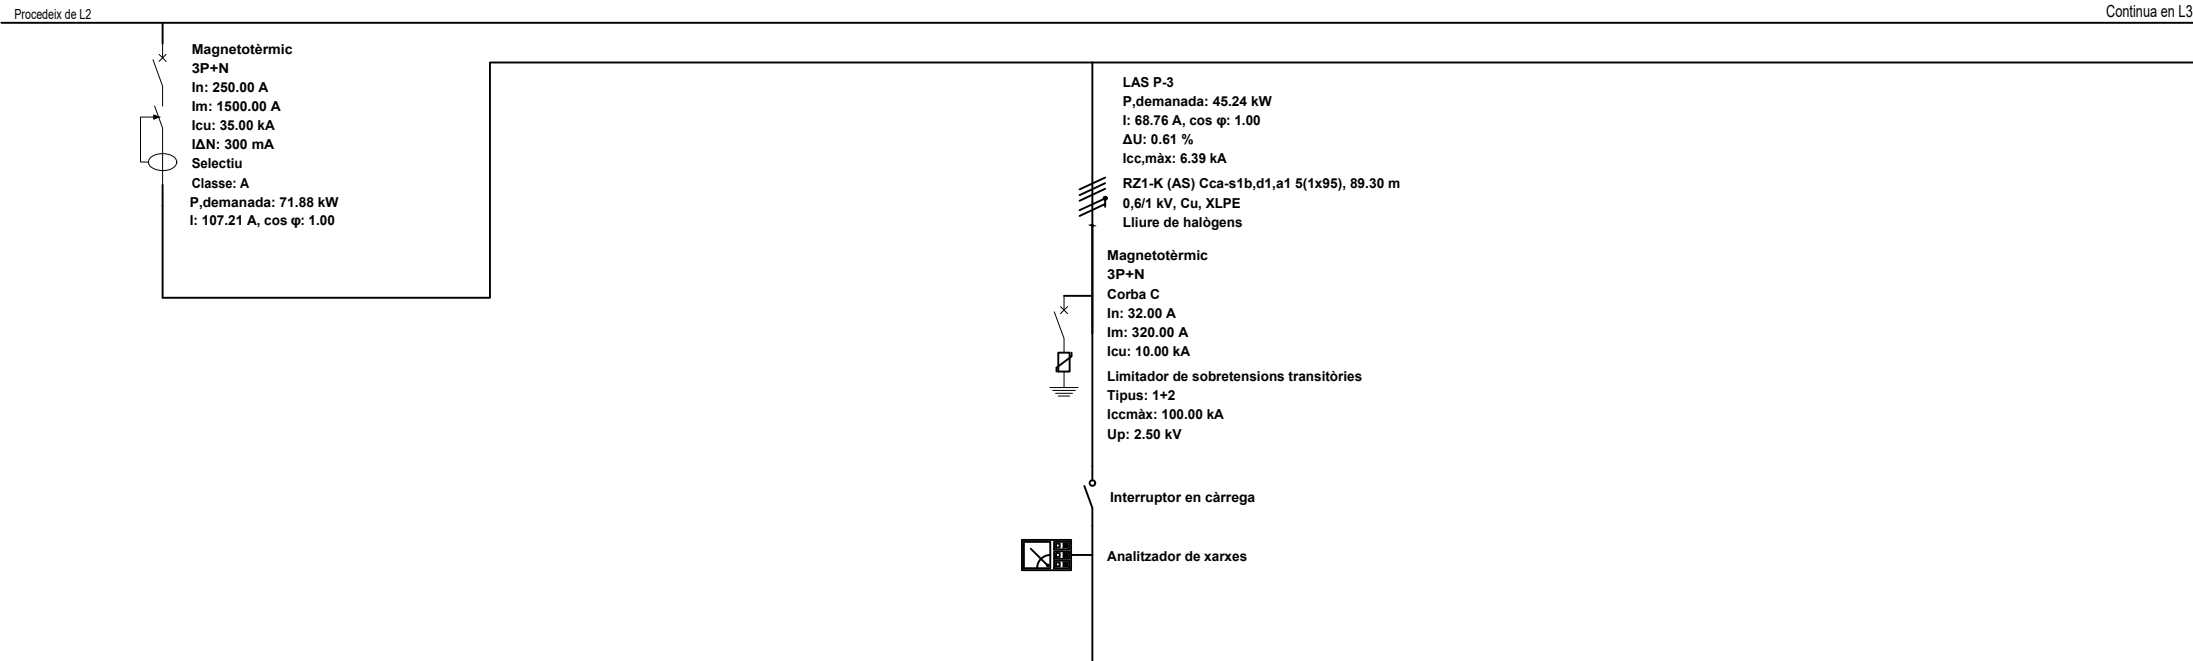 Procedeix de L2
Continua en L3
Magnetotèrmic
3P+N
In: 250.00 A
Im: 1500.00 A
Icu: 35.00 kA
IΔN: 300 mA
Selectiu
Classe: A
P,demanada: 71.88 kW
I: 107.21 A, cos φ: 1.00
LAS P-3
P,demanada: 45.24 kW
I: 68.76 A, cos φ: 1.00
ΔU: 0.61 %
Icc,màx: 6.39 kA
RZ1-K (AS) Cca-s1b,d1,a1 5(1x95), 89.30 m
0,6/1 kV, Cu, XLPE
Lliure de halògens
Magnetotèrmic
3P+N
Corba C
In: 32.00 A
Im: 320.00 A
Icu: 10.00 kA
Limitador de sobretensions transitòries
Tipus: 1+2
Iccmàx: 100.00 kA
Up: 2.50 kV
Interruptor en càrrega
Analitzador de xarxes